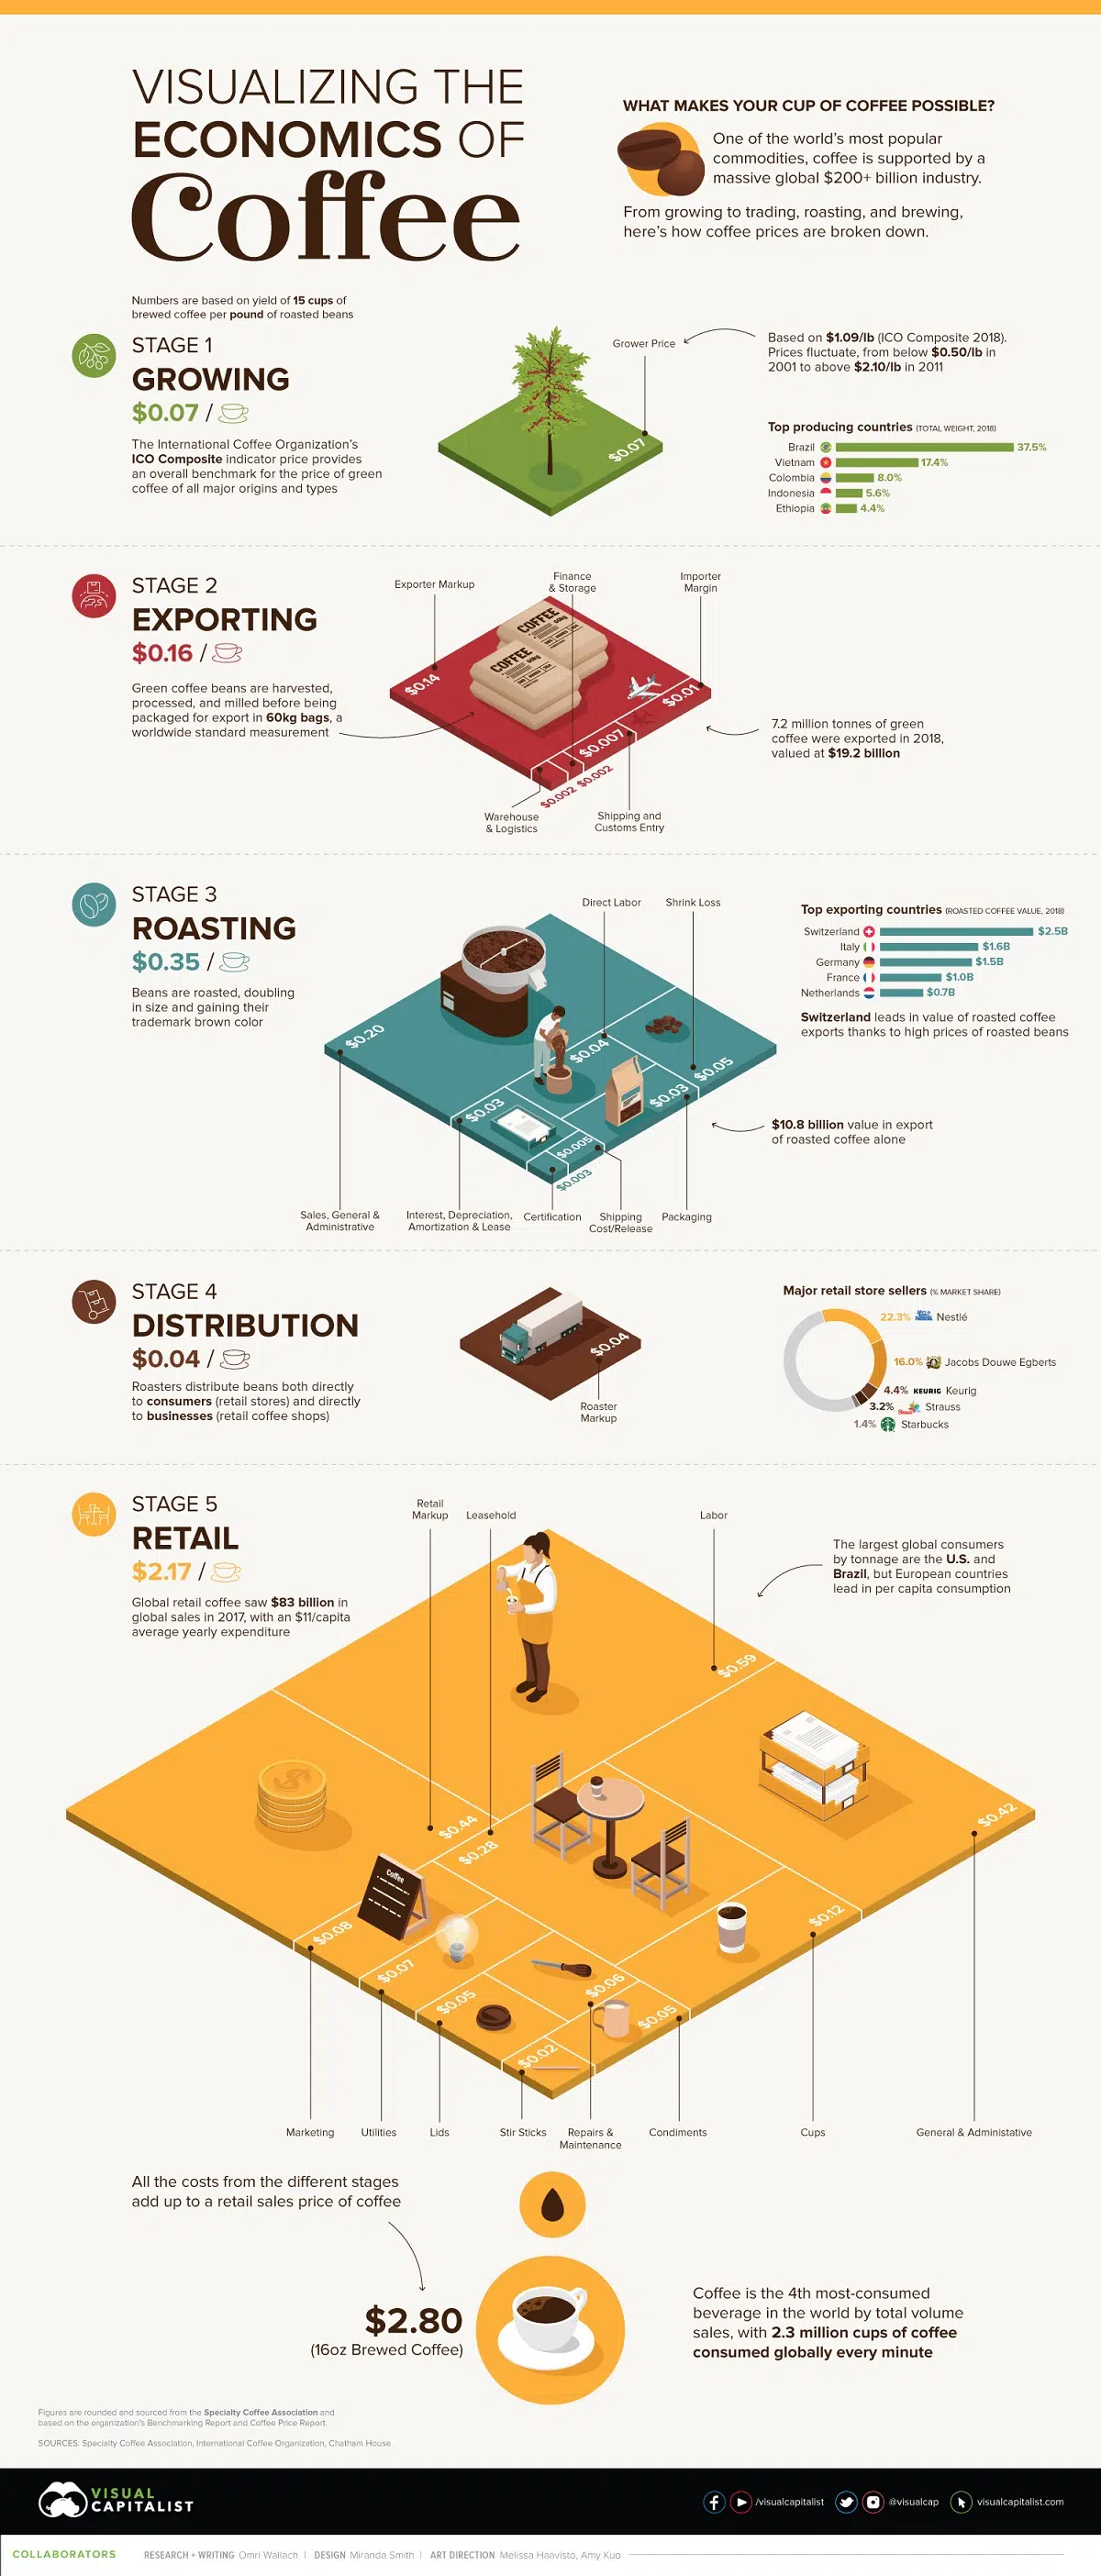 VISUALIZING THE
ECONOMICS OF
Coffee
WHAT MAKES YOUR CUP OF COFFEE POSSIBLE?
One of the world's most popular
commodities, coffee is supported by a
massive global $200+ billion industry.
From growing to trading, roasting, and brewing,
here's how coffee prices are broken down.
Numbers are based on yield of 15 cups of
brewed coffee per pound of roasted beans
STAGE 1
GROWING
$0.07 /
The International Coffee Organization's
ICO Composite indicator price provides
an overall benchmark for the price of green
coffee of all major origins and types
Grower Price
$0.07
Based on $1.09/lb (ICO Composite 2018).
Prices fluctuate, from below $0.50/lb in
2001 to above $2.10/lb in 2011
Top producing countries (TOTAL WEIGHT, 2018)
Brazil 37.5%
Vietnam 17.4%
Colombia 8.0%
Indonesia 5.6%
Ethiopia 4.4%
STAGE 2
EXPORTING
$0.16 /
Green coffee beans are harvested,
processed, and milled before being
packaged for export in 60kg bags, a
worldwide standard measurement
Exporter Markup
Finance
& Storage
Importer
Margin
COFFEE
60kg
COFFEE
60kg
$0.14
$0.01
$0.007
$0.002
$0.002
Warehouse
& Logistics
Shipping and
Customs Entry
7.2 million tonnes of green
coffee were exported in 2018,
valued at $19.2 billion
STAGE 3
ROASTING
$0.35 /
Beans are roasted, doubling
in size and gaining their
trademark brown color
Direct Labor
Shrink Loss
$0.20
$0.04
$0.05
$0.03
$0.03
$0.005
$0.003
Sales, General &
Administrative
Interest, Depreciation,
Amortization & Lease
Certification
Shipping
Cost/Release
Packaging
Top exporting countries (ROASTED COFFEE VALUE, 2018)
Switzerland $2.5B
Italy $1.6B
Germany $1.5B
France $1.0B
Netherlands $0.7B
Switzerland leads in value of roasted coffee
exports thanks to high prices of roasted beans
$10.8 billion value in export
of roasted coffee alone
STAGE 4
DISTRIBUTION
$0.04 /
Roasters distribute beans both directly
to consumers (retail stores) and directly
to businesses (retail coffee shops)
$0.04
Roaster
Markup
Major retail store sellers (% MARKET SHARE)
22.3% Nestlé
16.0% Jacobs Douwe Egberts
4.4% KEURIG Keurig
3.2% Strauss
1.4% Starbucks
STAGE 5
RETAIL
$2.17 /
Global retail coffee saw $83 billion in
global sales in 2017, with an $11/capita
average yearly expenditure
Retail
Markup
Leasehold
Labor
The largest global consumers
by tonnage are the U.S. and
Brazil, but European countries
lead in per capita consumption
$0.59
$0.44
$0.28
$0.42
Coffee
$0.08
$0.12
$0.07
$0.06
$0.05
$0.05
$0.02
Marketing
Utilities
Lids
Stir Sticks
Repairs &
Maintenance
Condiments
Cups
General & Administative
All the costs from the different stages
add up to a retail sales price of coffee
$2.80
(16oz Brewed Coffee)
Coffee is the 4th most-consumed
beverage in the world by total volume
sales, with 2.3 million cups of coffee
consumed globally every minute
Figures are rounded and sourced from the Specialty Coffee Association and
based on the organization's Benchmarking Report and Coffee Price Report.
SOURCES: Specialty Coffee Association, International Coffee Organization, Chatham House
VISUAL
CAPITALIST
/visualcapitalist
@visualcap
visualcapitalist.com
COLLABORATORS
RESEARCH + WRITING Omri Wallach | DESIGN Miranda Smith | ART DIRECTION Melissa Haavisto, Amy Kuo